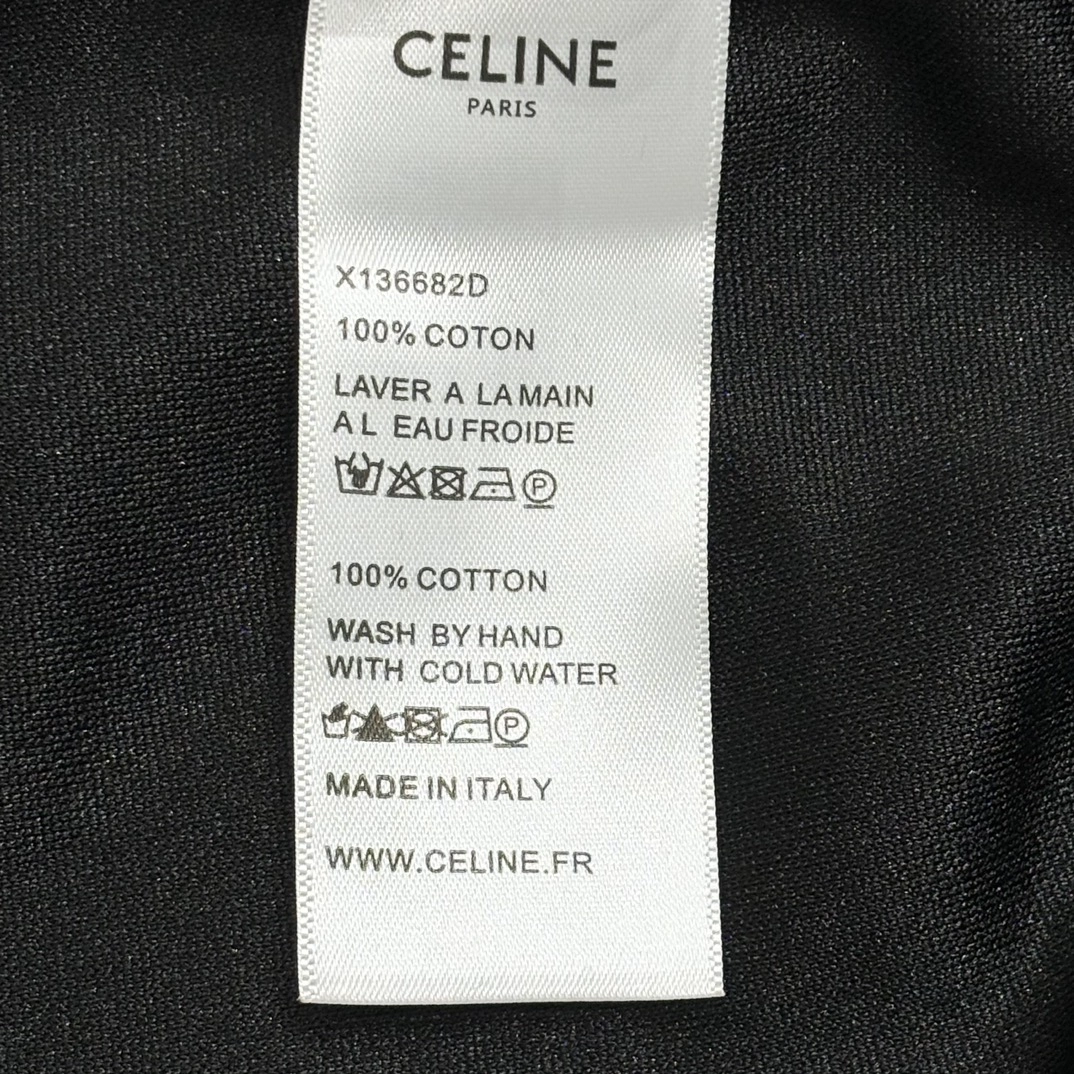 CELINE
PARIS
X136682D
100% COTON
LAVER A LA MAIN
A L EAU FROIDE
P
100% COTTON
WASH BY HAND
WITH COLD WATER
P
MADE IN ITALY
WWW.CELINE.FR